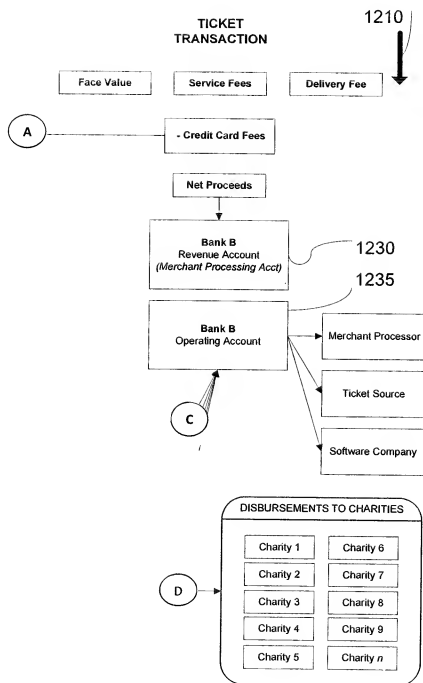 TICKET
TRANSACTION
1210
Face Value
Service Fees
Delivery Fee
A
- Credit Card Fees
Net Proceeds
Bank B
Revenue Account
(Merchant Processing Acct)
1230
1235
Bank B
Operating Account
Merchant Processor
Ticket Source
Software Company
C
DISBURSEMENTS TO CHARITIES
Charity 1
Charity 6
Charity 2
Charity 7
D
Charity 3
Charity 8
Charity 4
Charity 9
Charity 5
Charity n